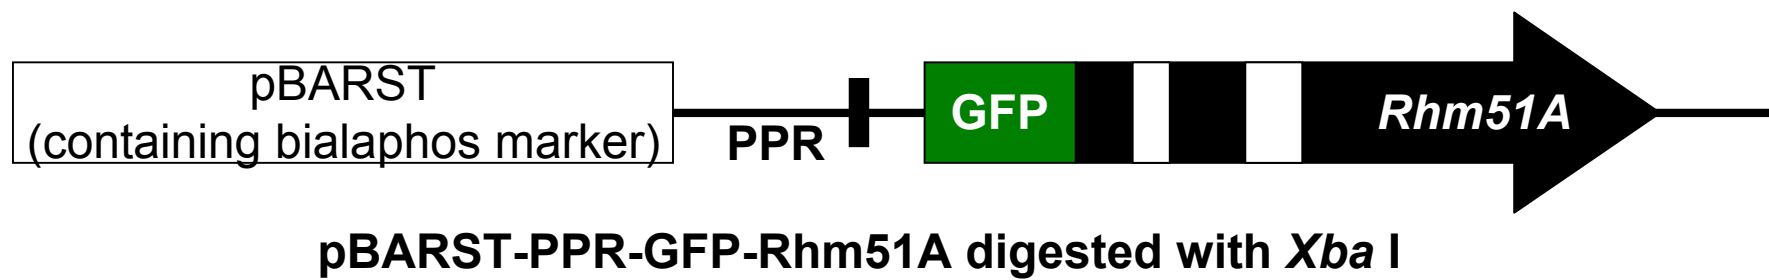 pBARST
(containing bialaphos marker)
PPR
GFP
Rhm51A
pBARST-PPR-GFP-Rhm51A digested with Xba I